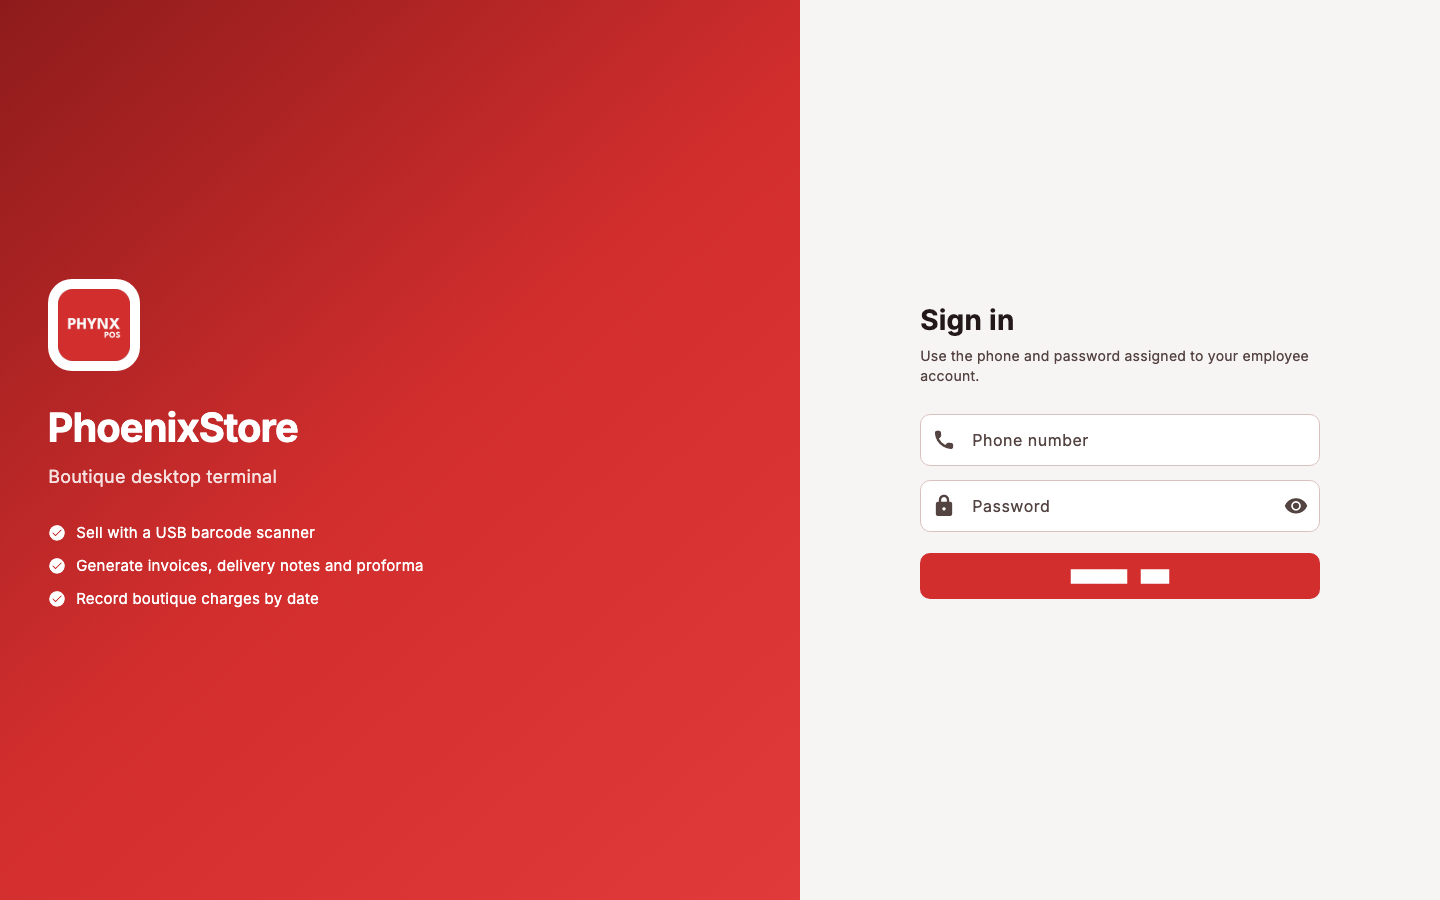 PHYNX
POS
PhoenixStore
Boutique desktop terminal
Sell with a USB barcode scanner
Generate invoices, delivery notes and proforma
Record boutique charges by date
Sign in
Use the phone and password assigned to your employee
account.
Phone number
Password